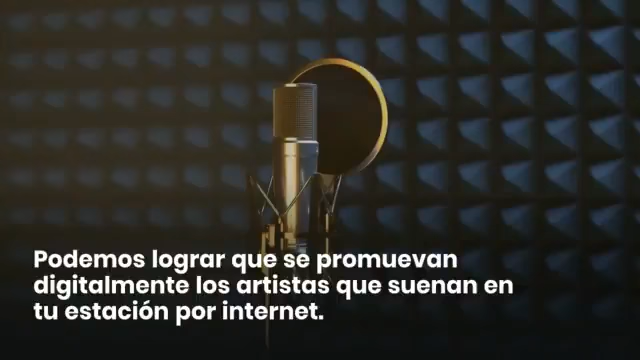 Podemos lograr que se promuevan
digitalmente los artistas que suenan en
tu estación por internet.